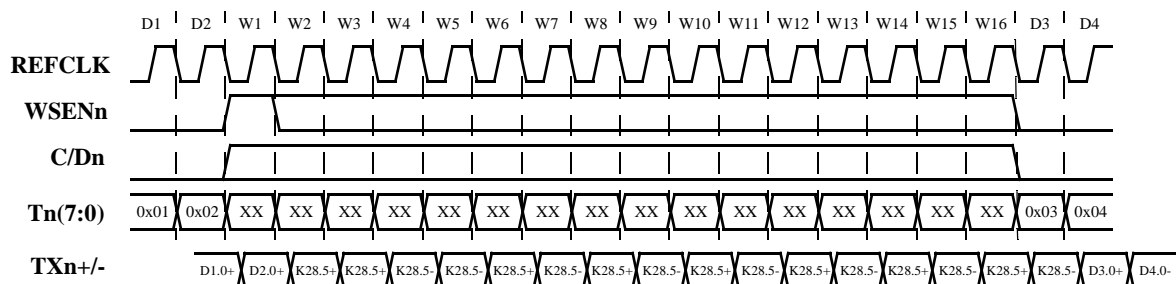 D1 D2 W1 W2 W3 W4 W5 W6 W7 W8 W9 W10 W11 W12 W13 W14 W15 W16 D3 D4
REFCLK
WSENn
C/Dn
Tn(7:0) 0x01 0x02 XX XX XX XX XX XX XX XX XX XX XX XX XX XX XX XX 0x03 0x04
TXn+/- D1.0+ D2.0+ K28.5+ K28.5+ K28.5- K28.5- K28.5+ K28.5- K28.5+ K28.5- K28.5+ K28.5- K28.5+ K28.5- K28.5+ K28.5- K28.5+ K28.5- D3.0+ D4.0-